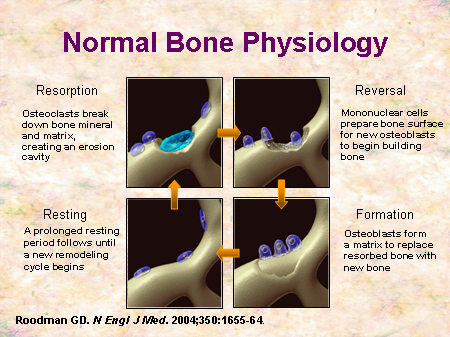 Normal Bone Physiology
Resorption
Osteoclasts break
down bone mineral
and matrix,
creating an erosion
cavity
Reversal
Mononuclear cells
prepare bone surface
for new osteoblasts
to begin building
bone
Resting
A prolonged resting
period follows until
a new remodeling
cycle begins
Formation
Osteoblasts form
a matrix to replace
resorbed bone with
new bone
Roodman GD. N Engl J Med. 2004;350:1655-64.